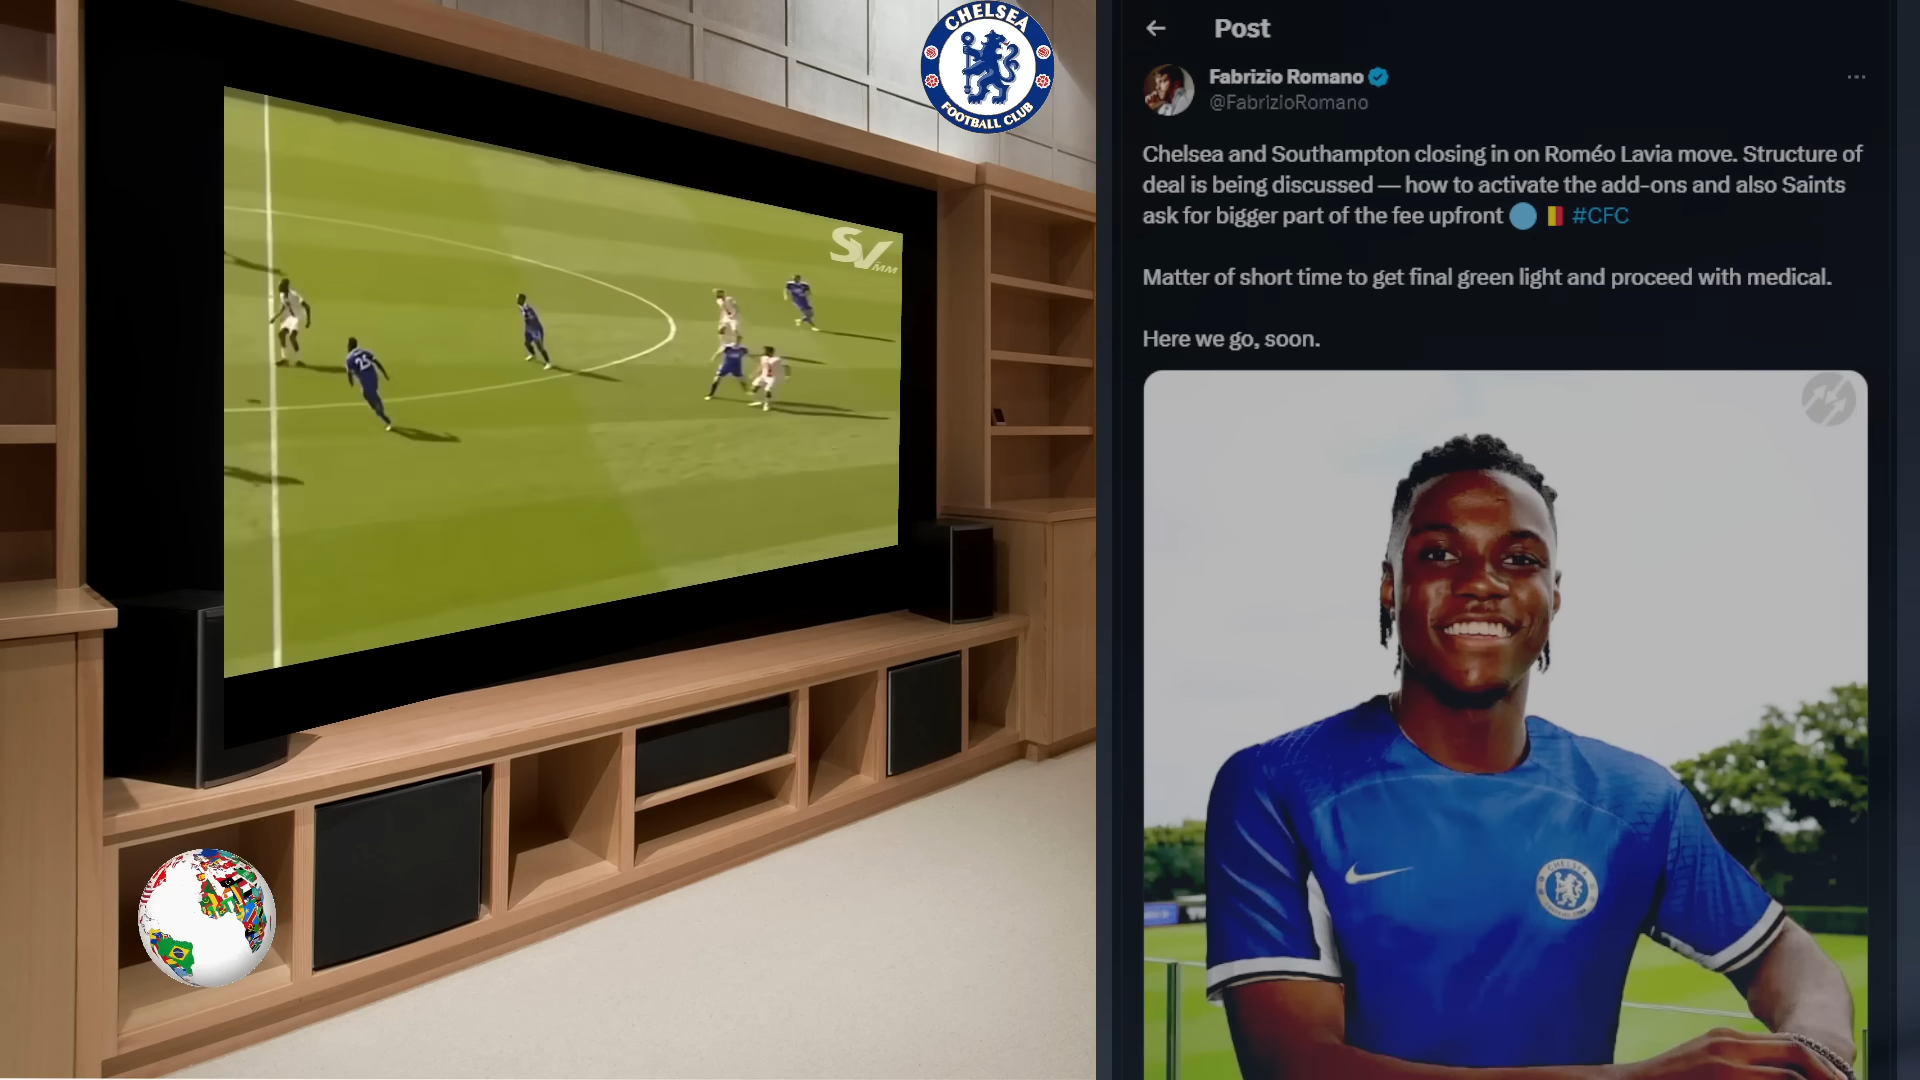 CHELSEA
FOOTBALL CLUB
SV
MM
25
Post
Fabrizio Romano
@FabrizioRomano
Chelsea and Southampton closing in on Roméo Lavia move. Structure of
deal is being discussed — how to activate the add-ons and also Saints
ask for bigger part of the fee upfront #CFC
Matter of short time to get final green light and proceed with medical.
Here we go, soon.
CHELSEA